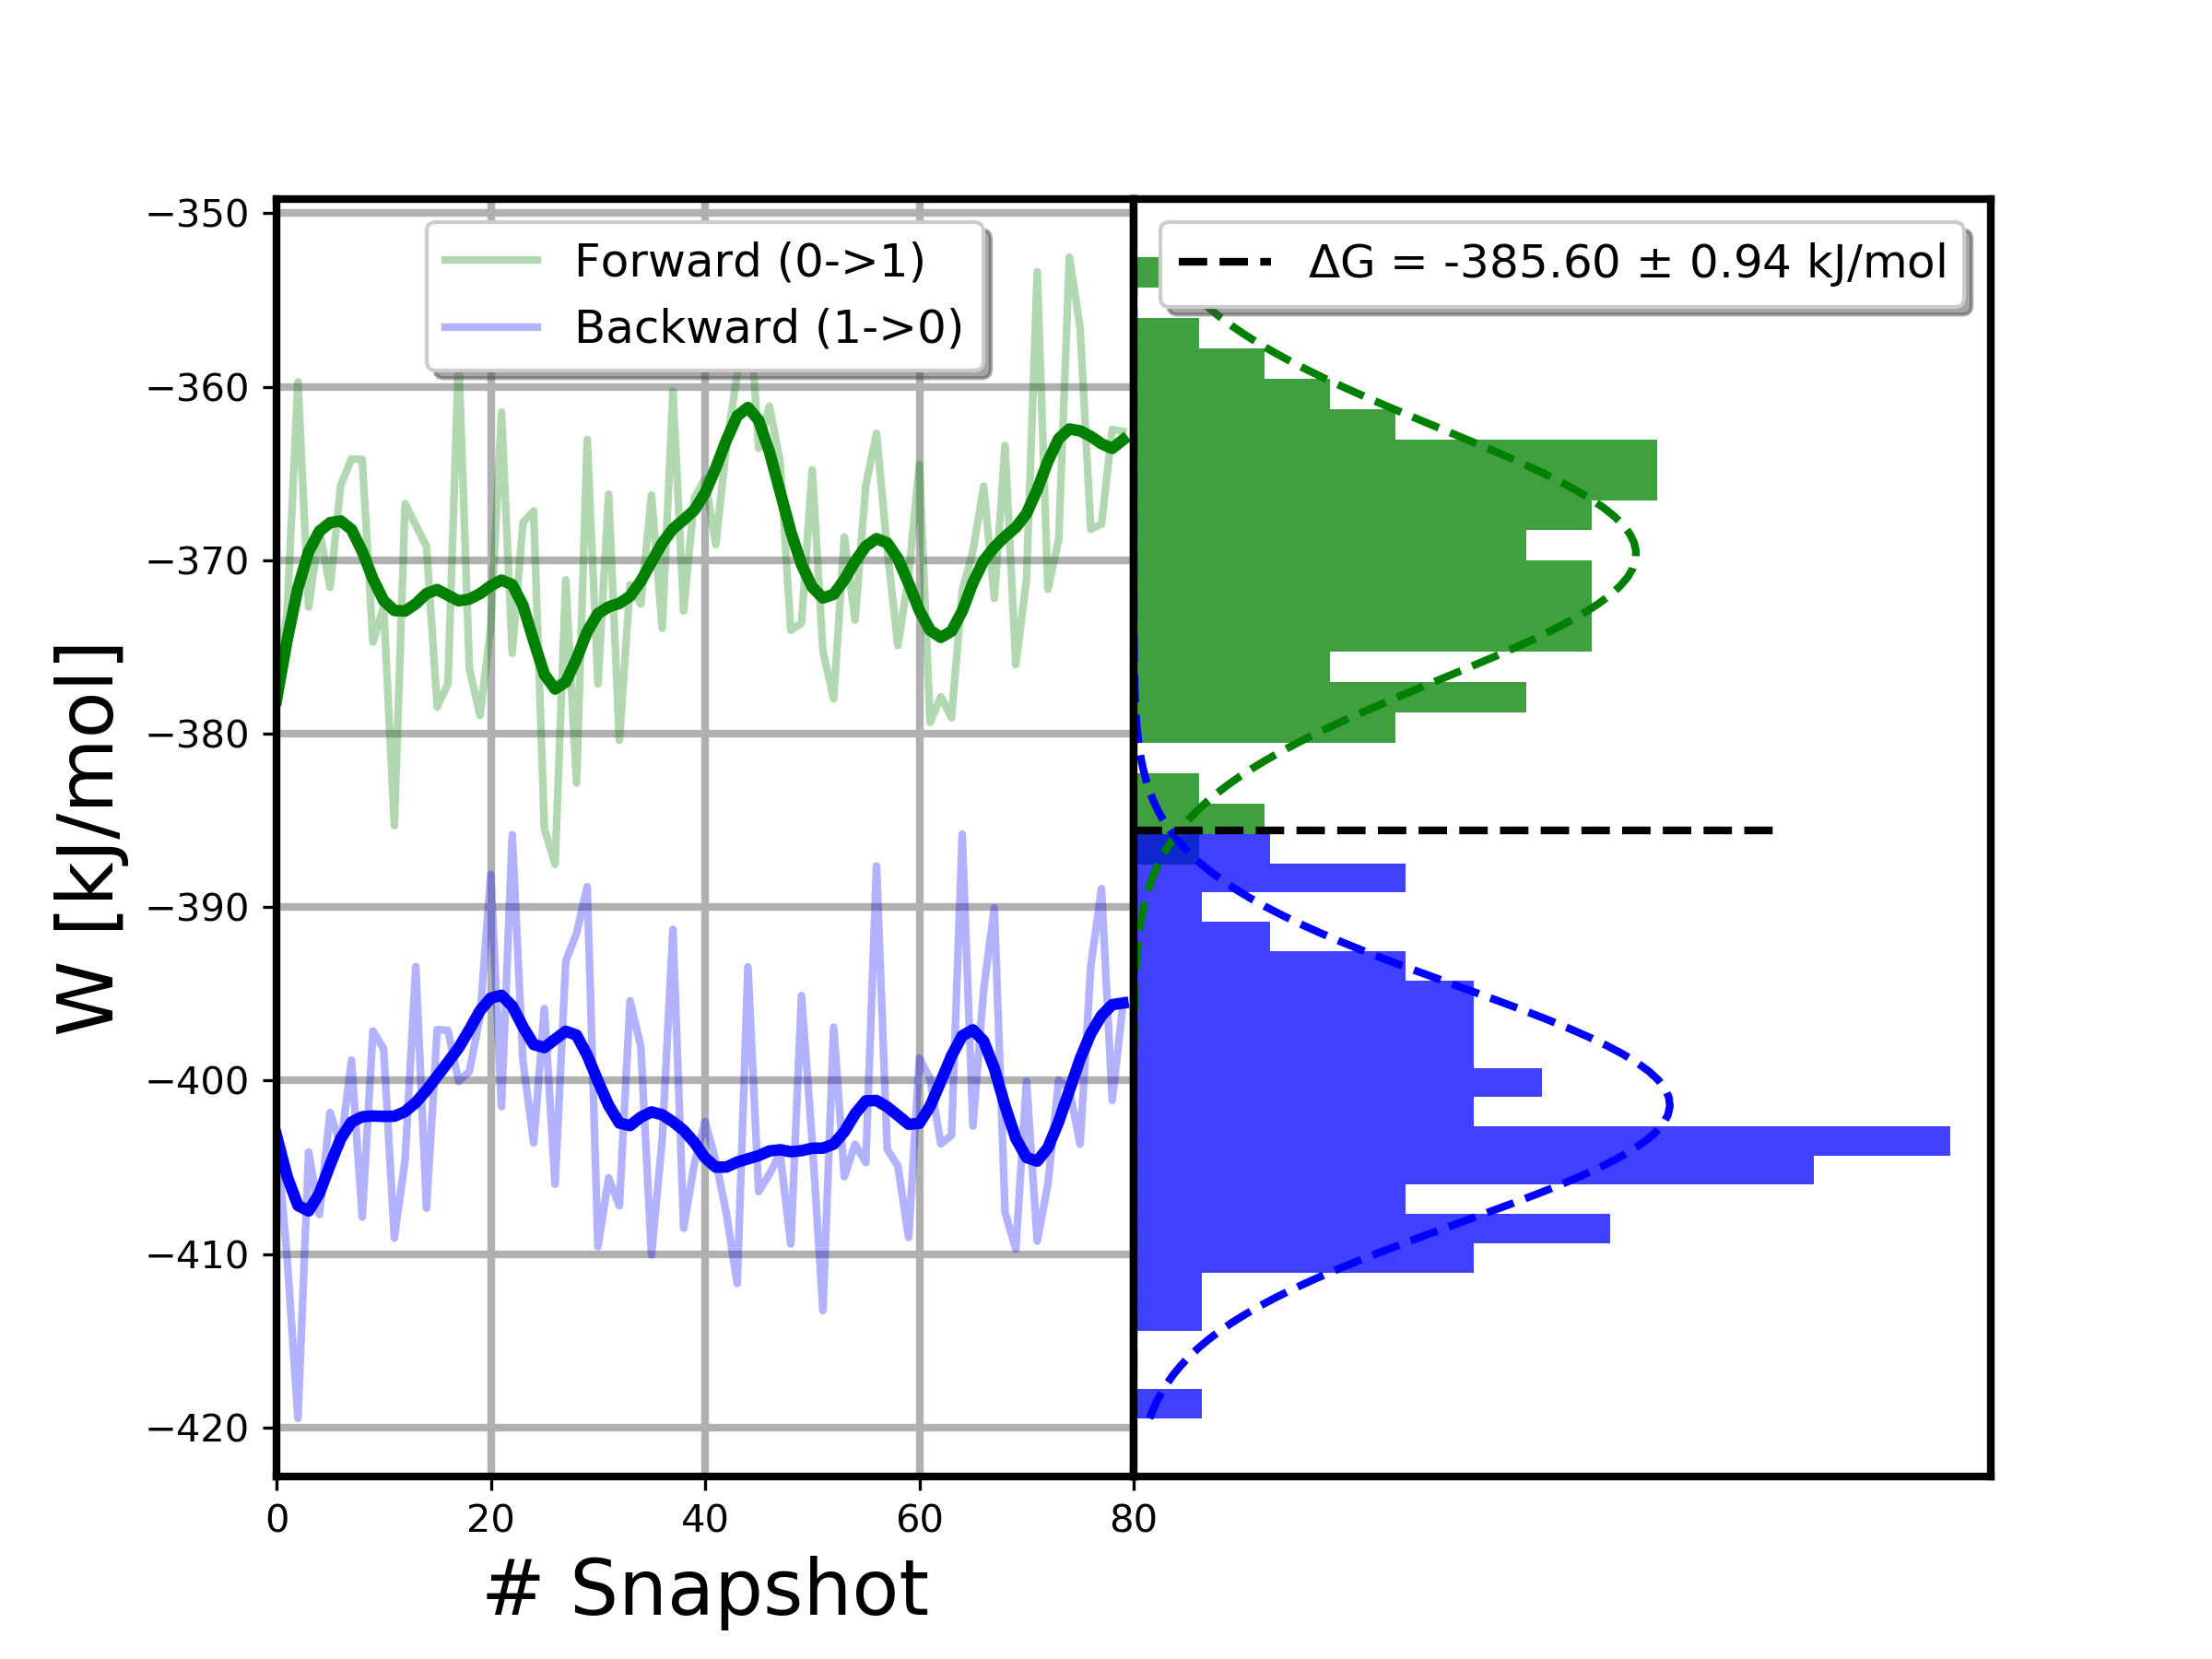 Forward (0->1)
Backward (1->0)
ΔG = -385.60 ± 0.94 kJ/mol
W [kJ/mol]
−350
−360
−370
−380
−390
−400
−410
−420
0 20 40 60 80
# Snapshot